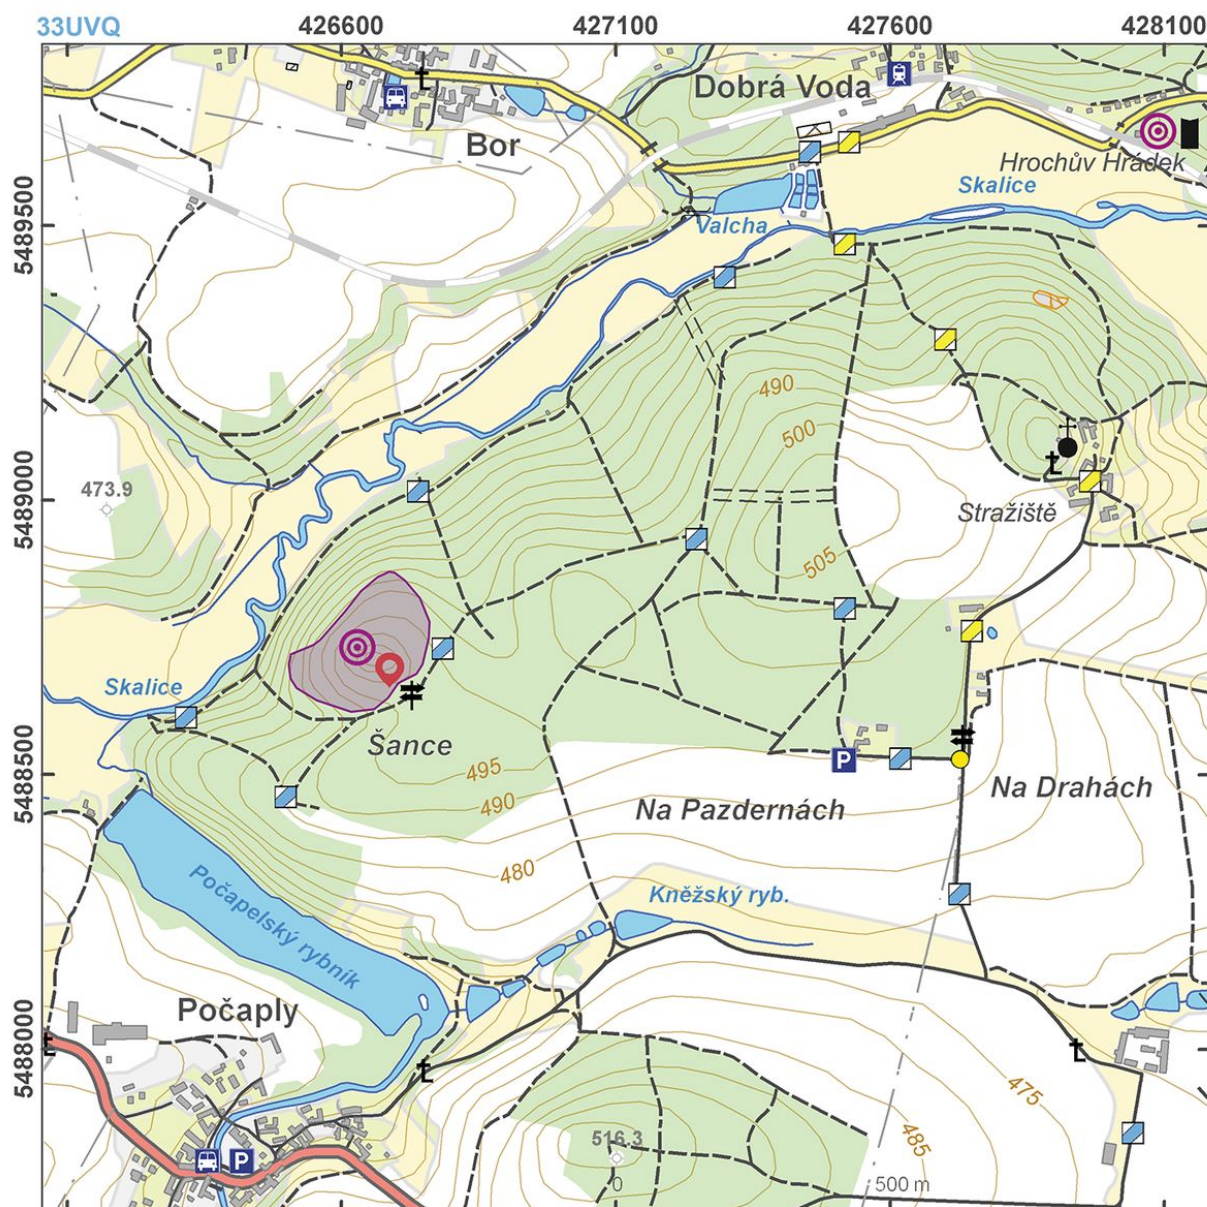 33UVQ
426600
427100
427600
428100
Dobrá Voda
Bor
Hrochův Hrádek
Skalice
Valcha
5489500
490
500
473.9
5489000
Stražiště
505
Skalice
Šance
495
490
P
Na Drahách
Na Pazdernách
5488500
480
Kněžský ryb.
Počapelský rybník
Počaply
5488000
475
485
516.3
P
0
500 m